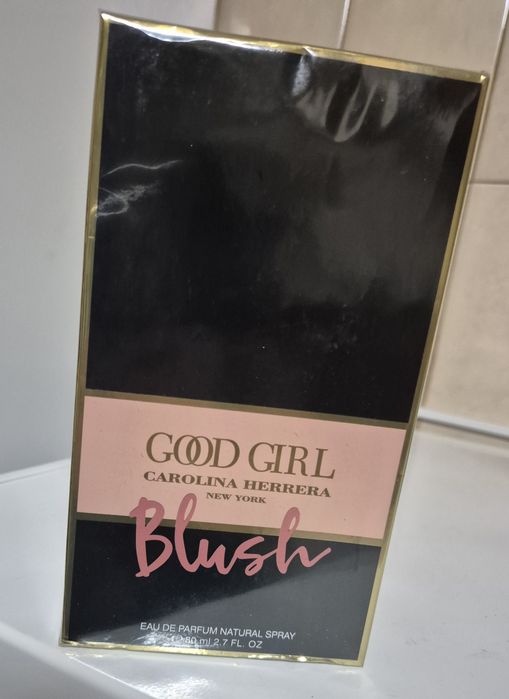 GOOD GIRL
CAROLINA HERRERA
NEW YORK
Blush
EAU DE PARFUM NATURAL SPRAY
80 ml 2.7 FL. OZ